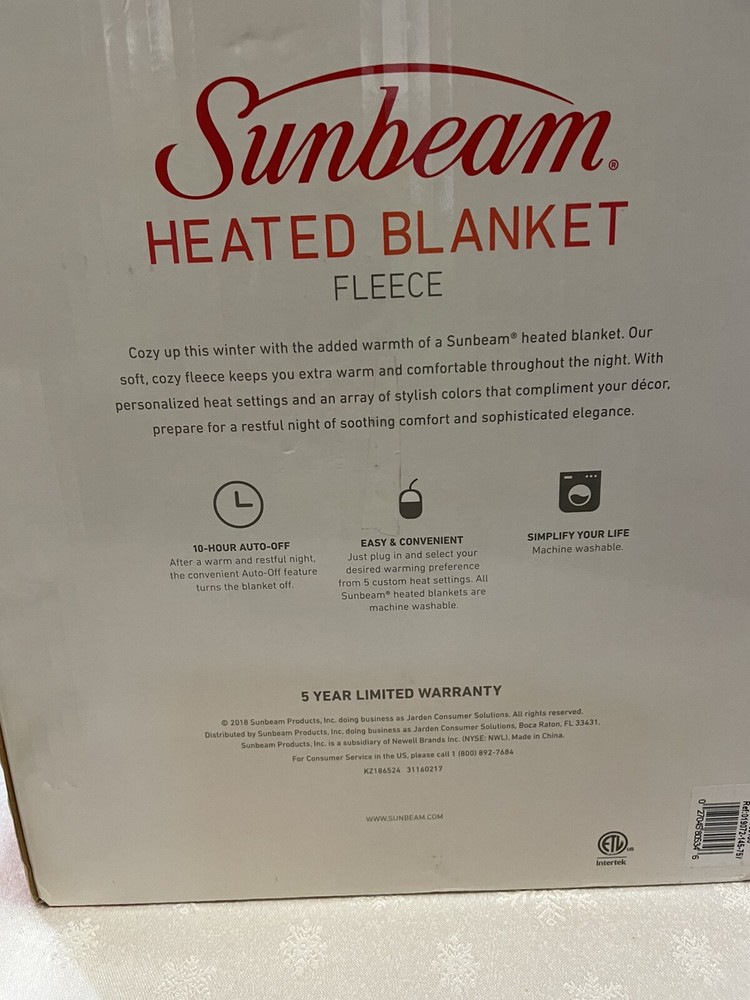 Sunbeam®
HEATED BLANKET
FLEECE
Cozy up this winter with the added warmth of a Sunbeam® heated blanket. Our
soft, cozy fleece keeps you extra warm and comfortable throughout the night. With
personalized heat settings and an array of stylish colors that compliment your décor,
prepare for a restful night of soothing comfort and sophisticated elegance.
10-HOUR AUTO-OFF
After a warm and restful night,
the convenient Auto-Off feature
turns the blanket off.
EASY & CONVENIENT
Just plug in and select your
desired warming preference
from 5 custom heat settings. All
Sunbeam® heated blankets are
machine washable.
SIMPLIFY YOUR LIFE
Machine washable.
5 YEAR LIMITED WARRANTY
© 2018 Sunbeam Products, Inc. doing business as Jarden Consumer Solutions. All rights reserved.
Distributed by Sunbeam Products, Inc. doing business as Jarden Consumer Solutions, Boca Raton, FL 33431.
Sunbeam Products, Inc. is a subsidiary of Newell Brands Inc. (NYSE: NWL). Made in China.
For Consumer Service in the US, please call 1 (800) 892-7684
KZ186524 31160217
WWW.SUNBEAM.COM
ETL US
Intertek